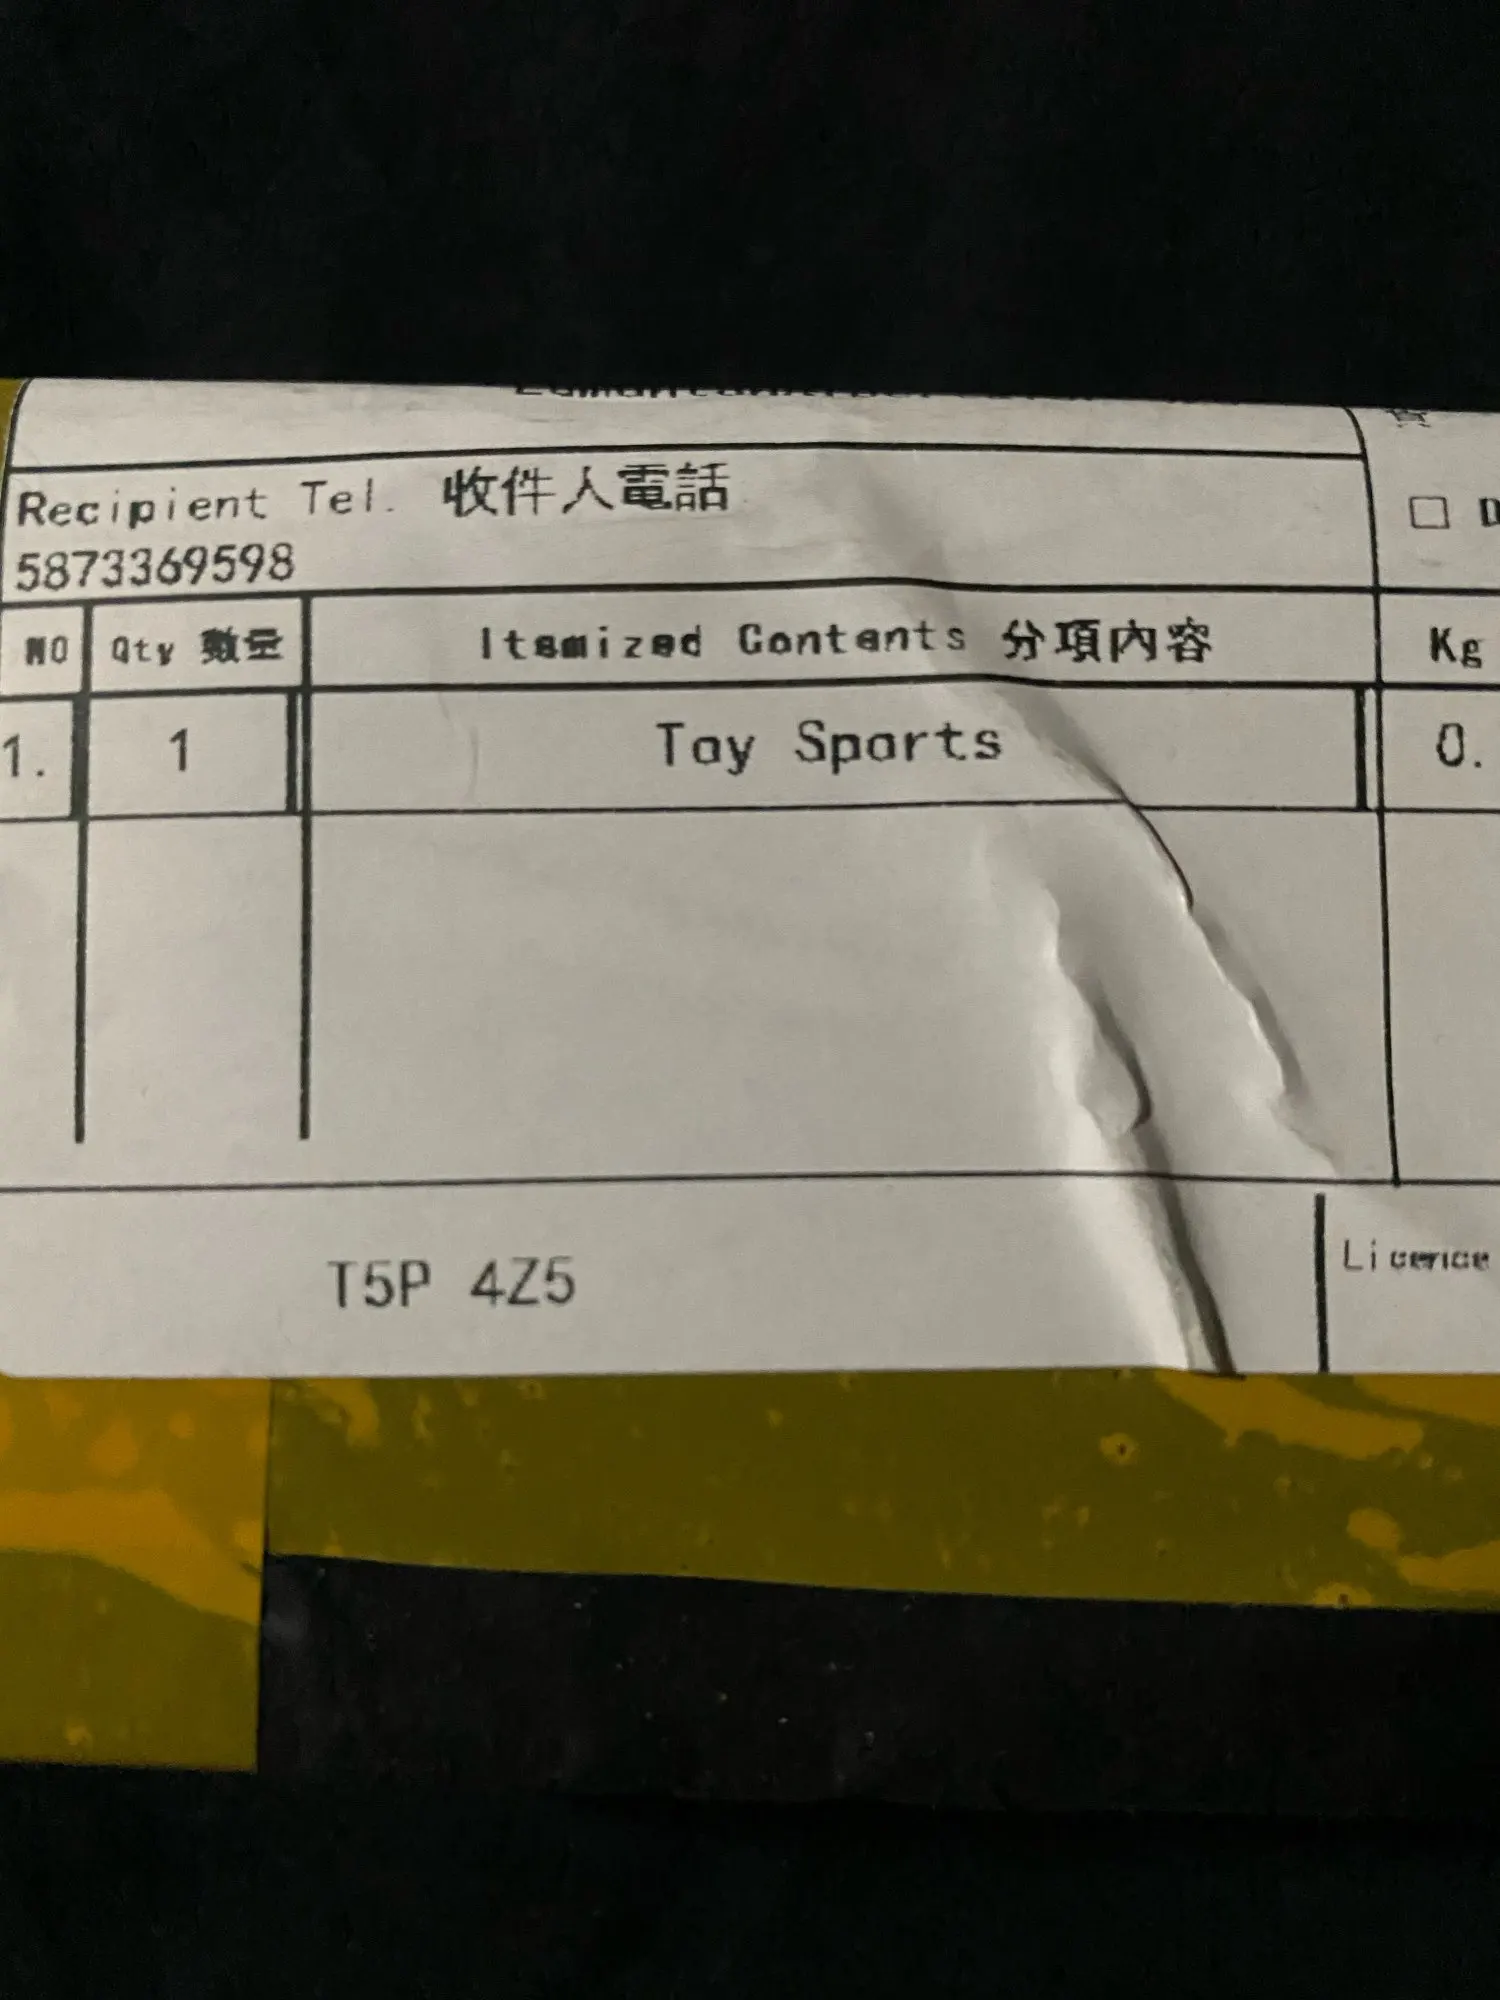 Recipient Tel. 收件人電話
5873369598
NO Qty 數量 Itemized Contents 分項內容 Kg
1. 1 Toy Sports 0.
T5P 4Z5
Licence